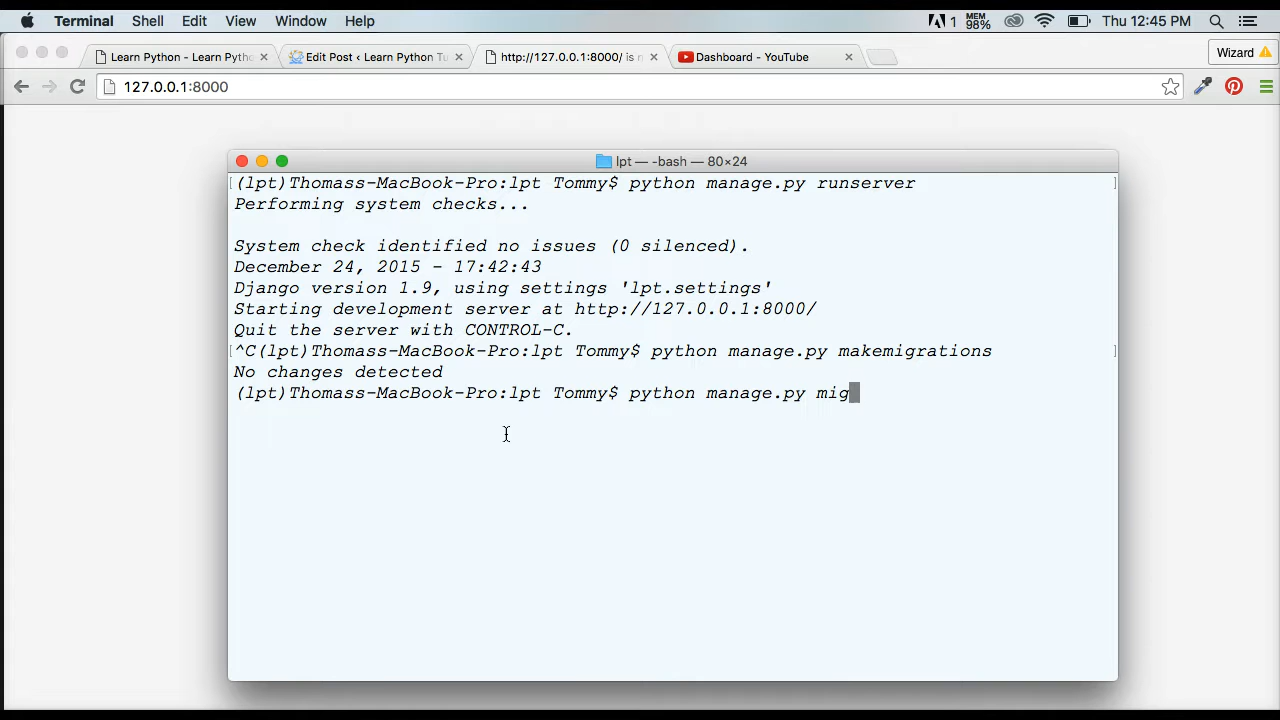 Terminal Shell Edit View Window Help 1 MEM 98% Thu 12:45 PM
Learn Python - Learn Pytho Edit Post ‹ Learn Python Tu http://127.0.0.1:8000/ is n Dashboard - YouTube Wizard
127.0.0.1:8000
lpt — -bash — 80×24
(lpt)Thomass-MacBook-Pro:lpt Tommy$ python manage.py runserver
Performing system checks...
System check identified no issues (0 silenced).
December 24, 2015 - 17:42:43
Django version 1.9, using settings 'lpt.settings'
Starting development server at http://127.0.0.1:8000/
Quit the server with CONTROL-C.
^C(lpt)Thomass-MacBook-Pro:lpt Tommy$ python manage.py makemigrations
No changes detected
(lpt)Thomass-MacBook-Pro:lpt Tommy$ python manage.py mig